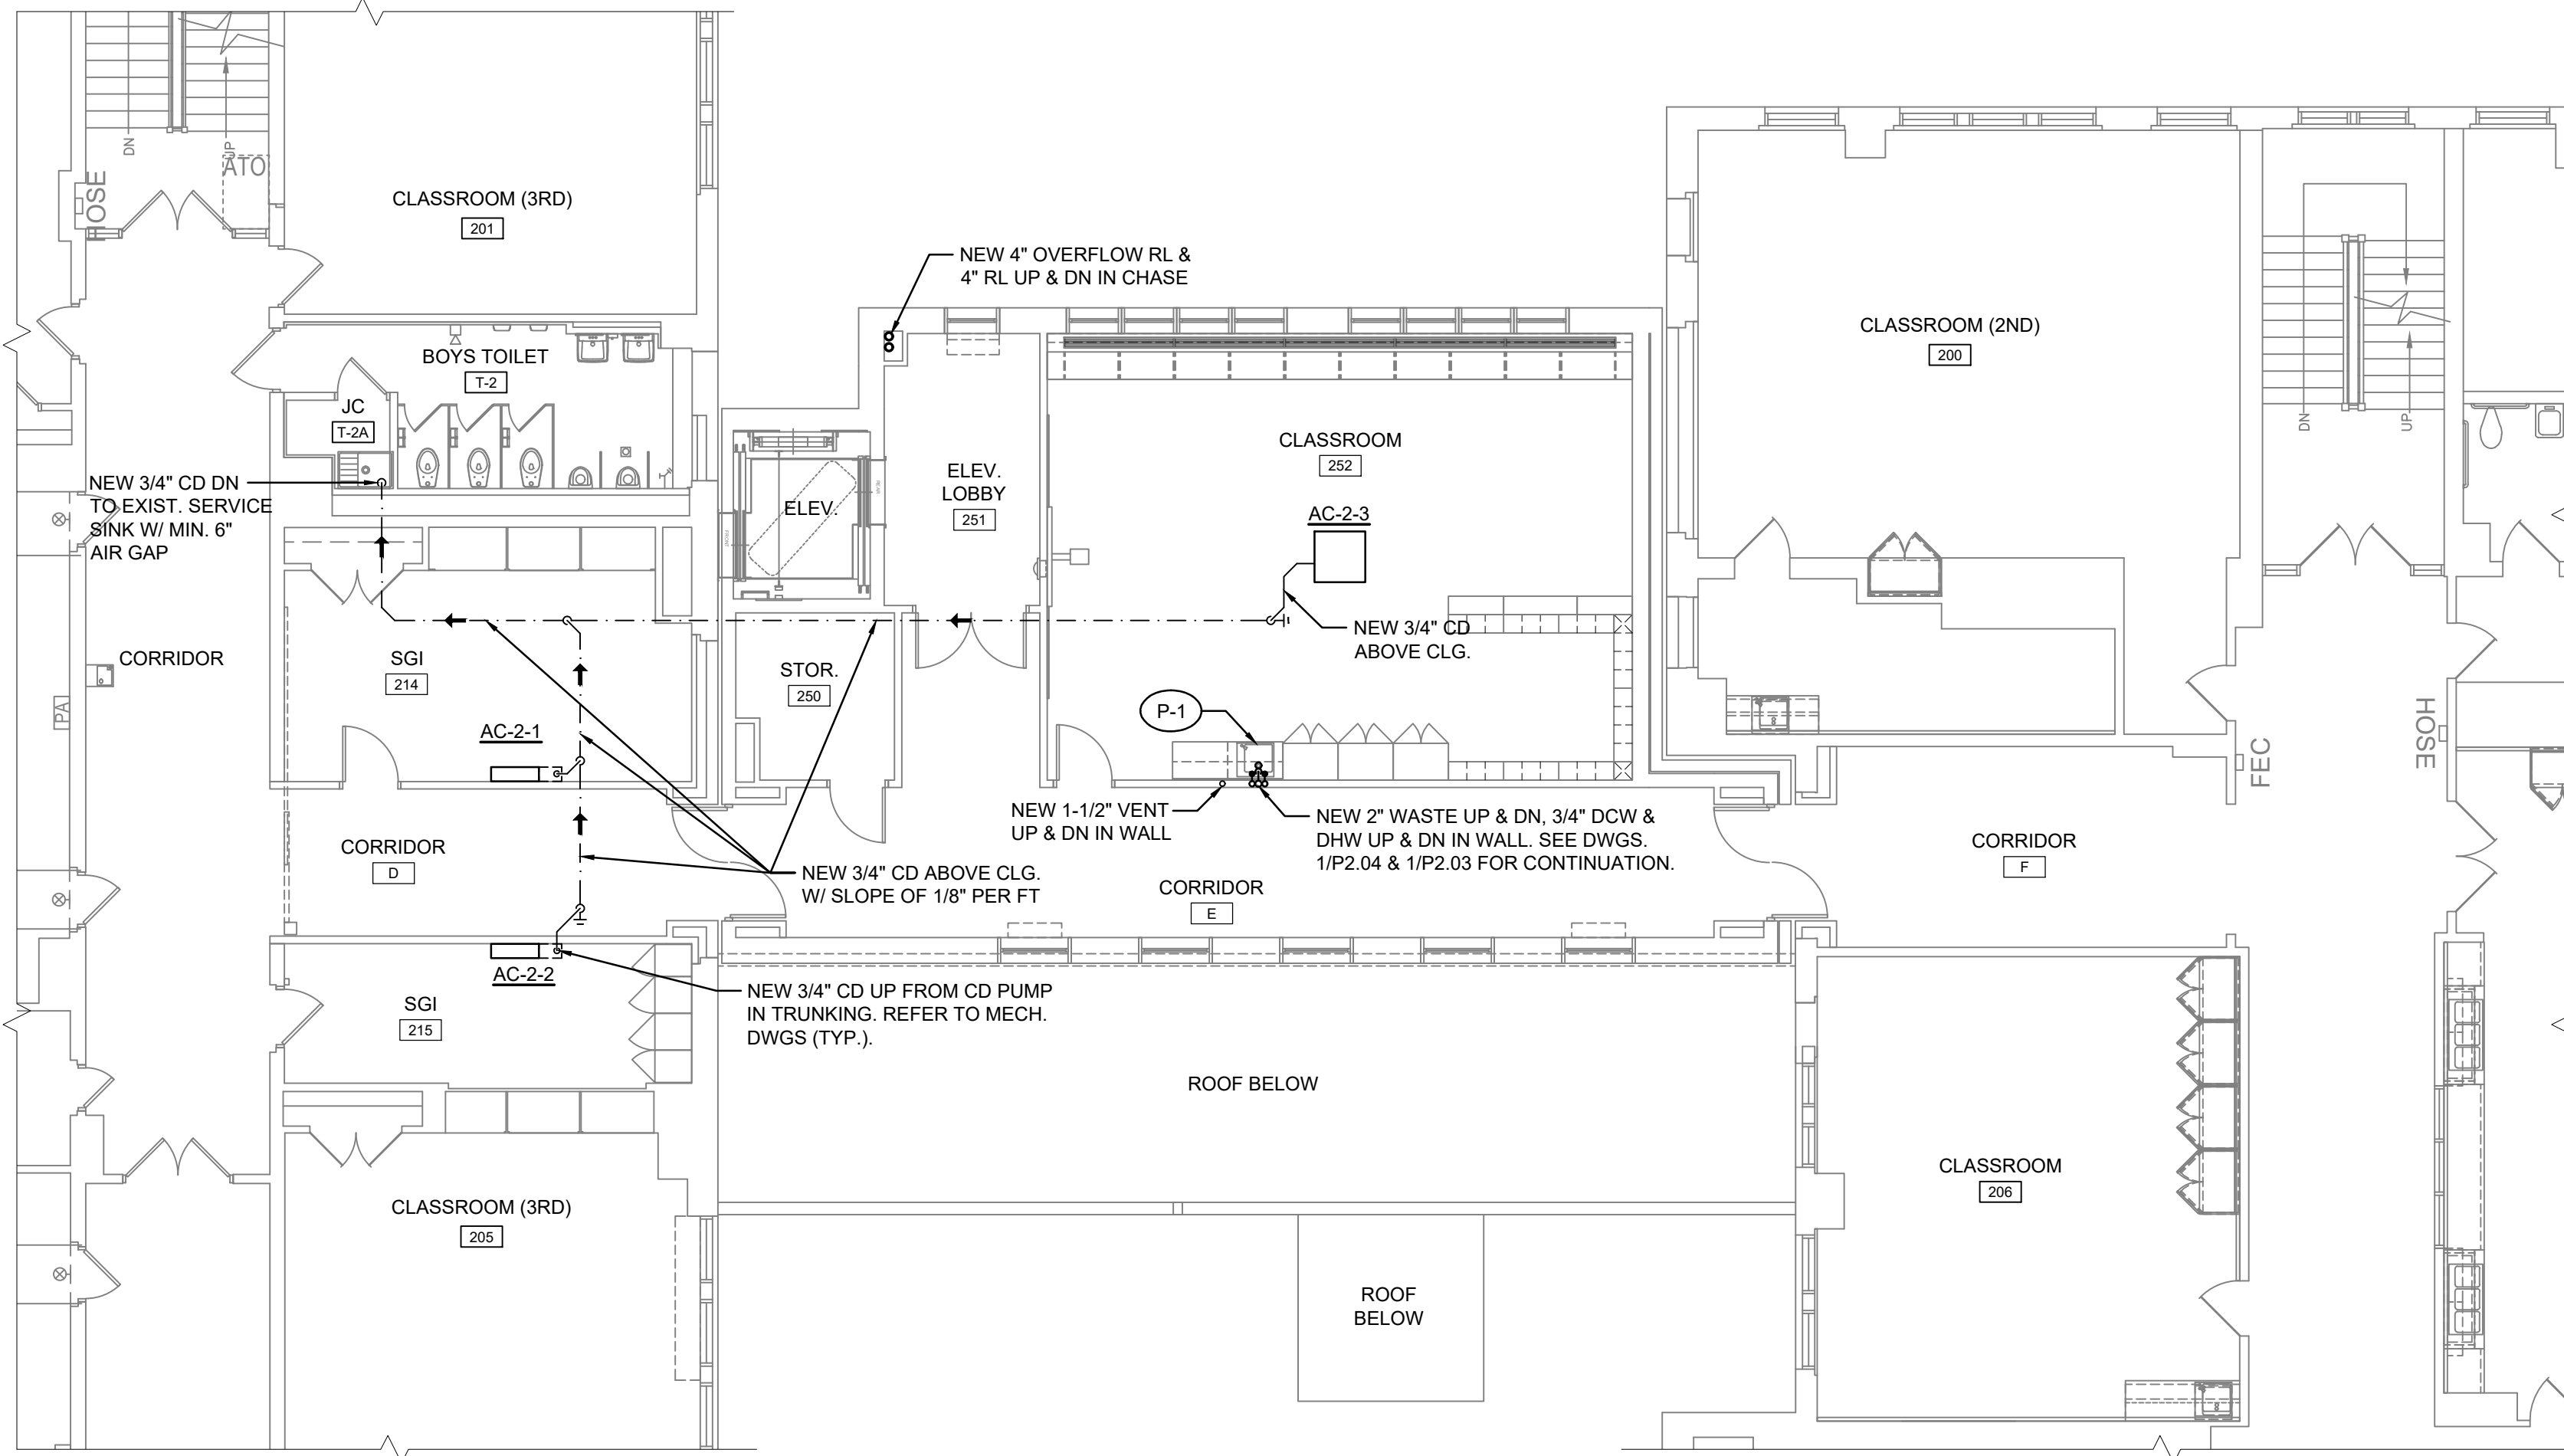 DN
UP
ATO
HOSE
CLASSROOM (3RD)
201
NEW 4" OVERFLOW RL &
4" RL UP & DN IN CHASE
CLASSROOM (2ND)
200
BOYS TOILET
T-2
JC
T-2A
DN
UP
NEW 3/4" CD DN
TO EXIST. SERVICE
SINK W/ MIN. 6"
AIR GAP
ELEV.
FRONT
REAR
ELEV.
LOBBY
251
CLASSROOM
252
AC-2-3
NEW 3/4" CD
ABOVE CLG.
CORRIDOR
PA
SGI
214
AC-2-1
STOR.
250
P-1
FEC
HOSE
NEW 1-1/2" VENT
UP & DN IN WALL
NEW 2" WASTE UP & DN, 3/4" DCW &
DHW UP & DN IN WALL. SEE DWGS.
1/P2.04 & 1/P2.03 FOR CONTINUATION.
CORRIDOR
D
NEW 3/4" CD ABOVE CLG.
W/ SLOPE OF 1/8" PER FT
CORRIDOR
E
CORRIDOR
F
AC-2-2
SGI
215
NEW 3/4" CD UP FROM CD PUMP
IN TRUNKING. REFER TO MECH.
DWGS (TYP.).
ROOF BELOW
CLASSROOM (3RD)
205
CLASSROOM
206
ROOF
BELOW